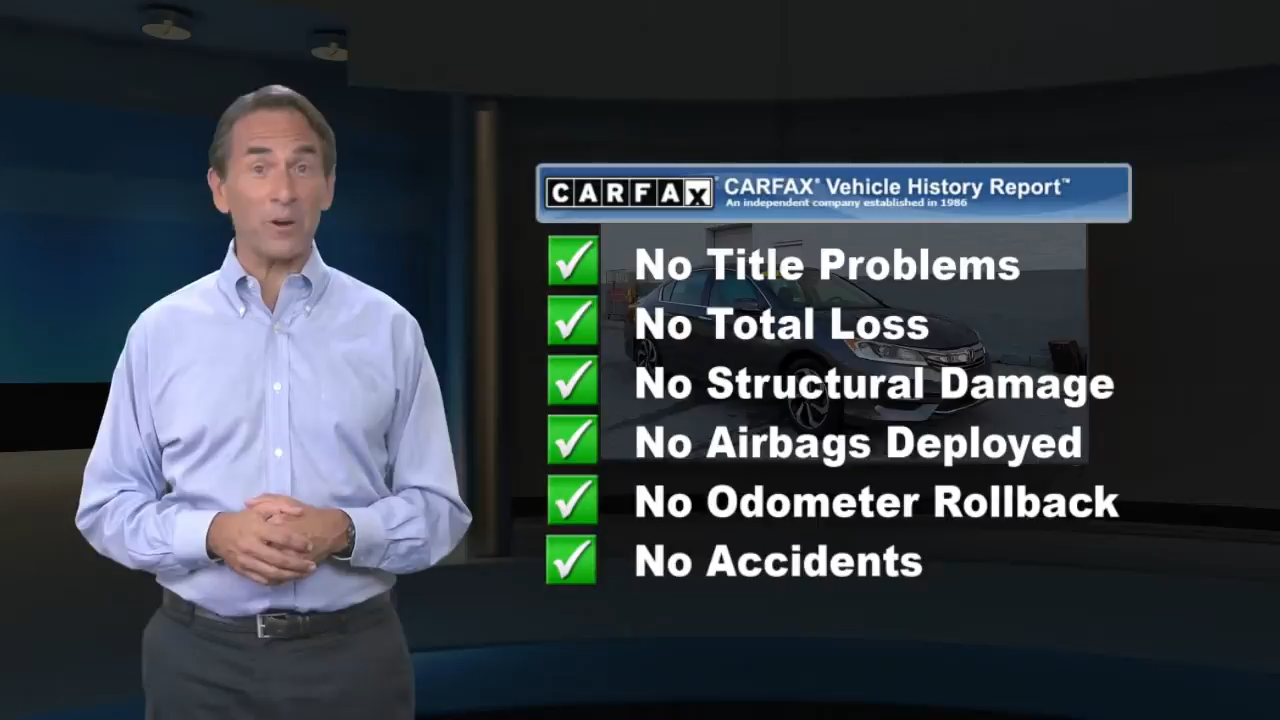 CARFAX
CARFAX® Vehicle History Report™
An independent company established in 1986
No Title Problems
No Total Loss
No Structural Damage
No Airbags Deployed
No Odometer Rollback
No Accidents